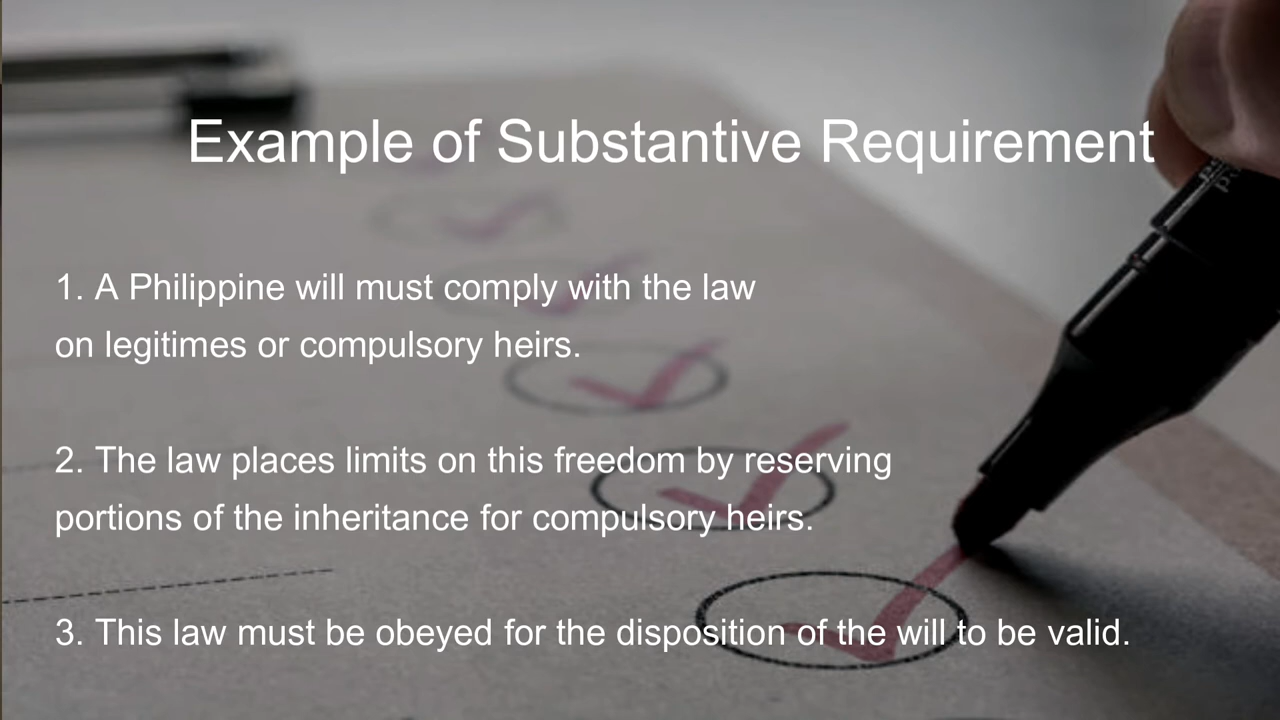 Example of Substantive Requirement
1. A Philippine will must comply with the law
on legitimes or compulsory heirs.
2. The law places limits on this freedom by reserving
portions of the inheritance for compulsory heirs.
3. This law must be obeyed for the disposition of the will to be valid.